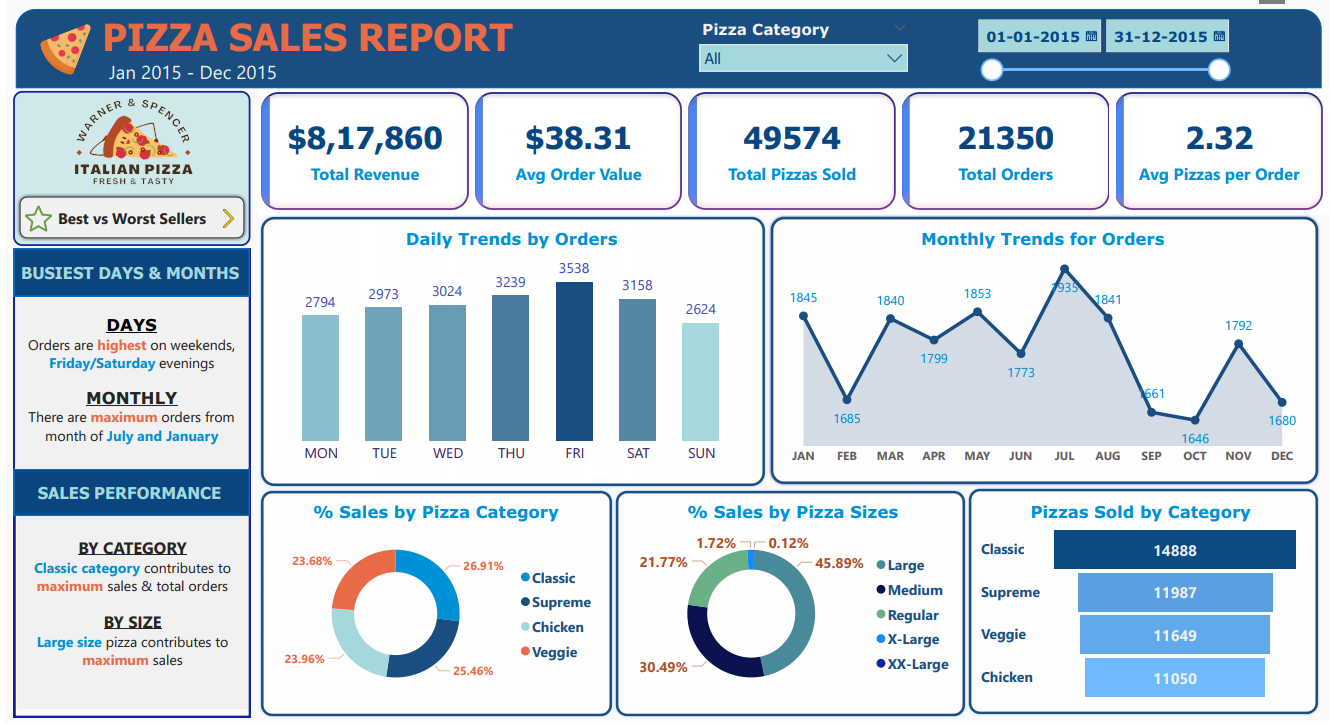 PIZZA SALES REPORT
Jan 2015 - Dec 2015
Pizza Category
All
01-01-2015
31-12-2015
WARNER & SPENCER
ITALIAN PIZZA
FRESH & TASTY
Best vs Worst Sellers
$8,17,860
Total Revenue
$38.31
Avg Order Value
49574
Total Pizzas Sold
21350
Total Orders
2.32
Avg Pizzas per Order
BUSIEST DAYS & MONTHS
DAYS
Orders are highest on weekends,
Friday/Saturday evenings
MONTHLY
There are maximum orders from
month of July and January
SALES PERFORMANCE
BY CATEGORY
Classic category contributes to
maximum sales & total orders
BY SIZE
Large size pizza contributes to
maximum sales
Daily Trends by Orders
2794
2973
3024
3239
3538
3158
2624
MON TUE WED THU FRI SAT SUN
Monthly Trends for Orders
1845
1685
1840
1799
1853
1773
1935
1841
1661
1646
1792
1680
JAN FEB MAR APR MAY JUN JUL AUG SEP OCT NOV DEC
% Sales by Pizza Category
23.68%
26.91%
23.96%
25.46%
Classic
Supreme
Chicken
Veggie
% Sales by Pizza Sizes
1.72%
0.12%
21.77%
45.89%
30.49%
Large
Medium
Regular
X-Large
XX-Large
Pizzas Sold by Category
Classic 14888
Supreme 11987
Veggie 11649
Chicken 11050